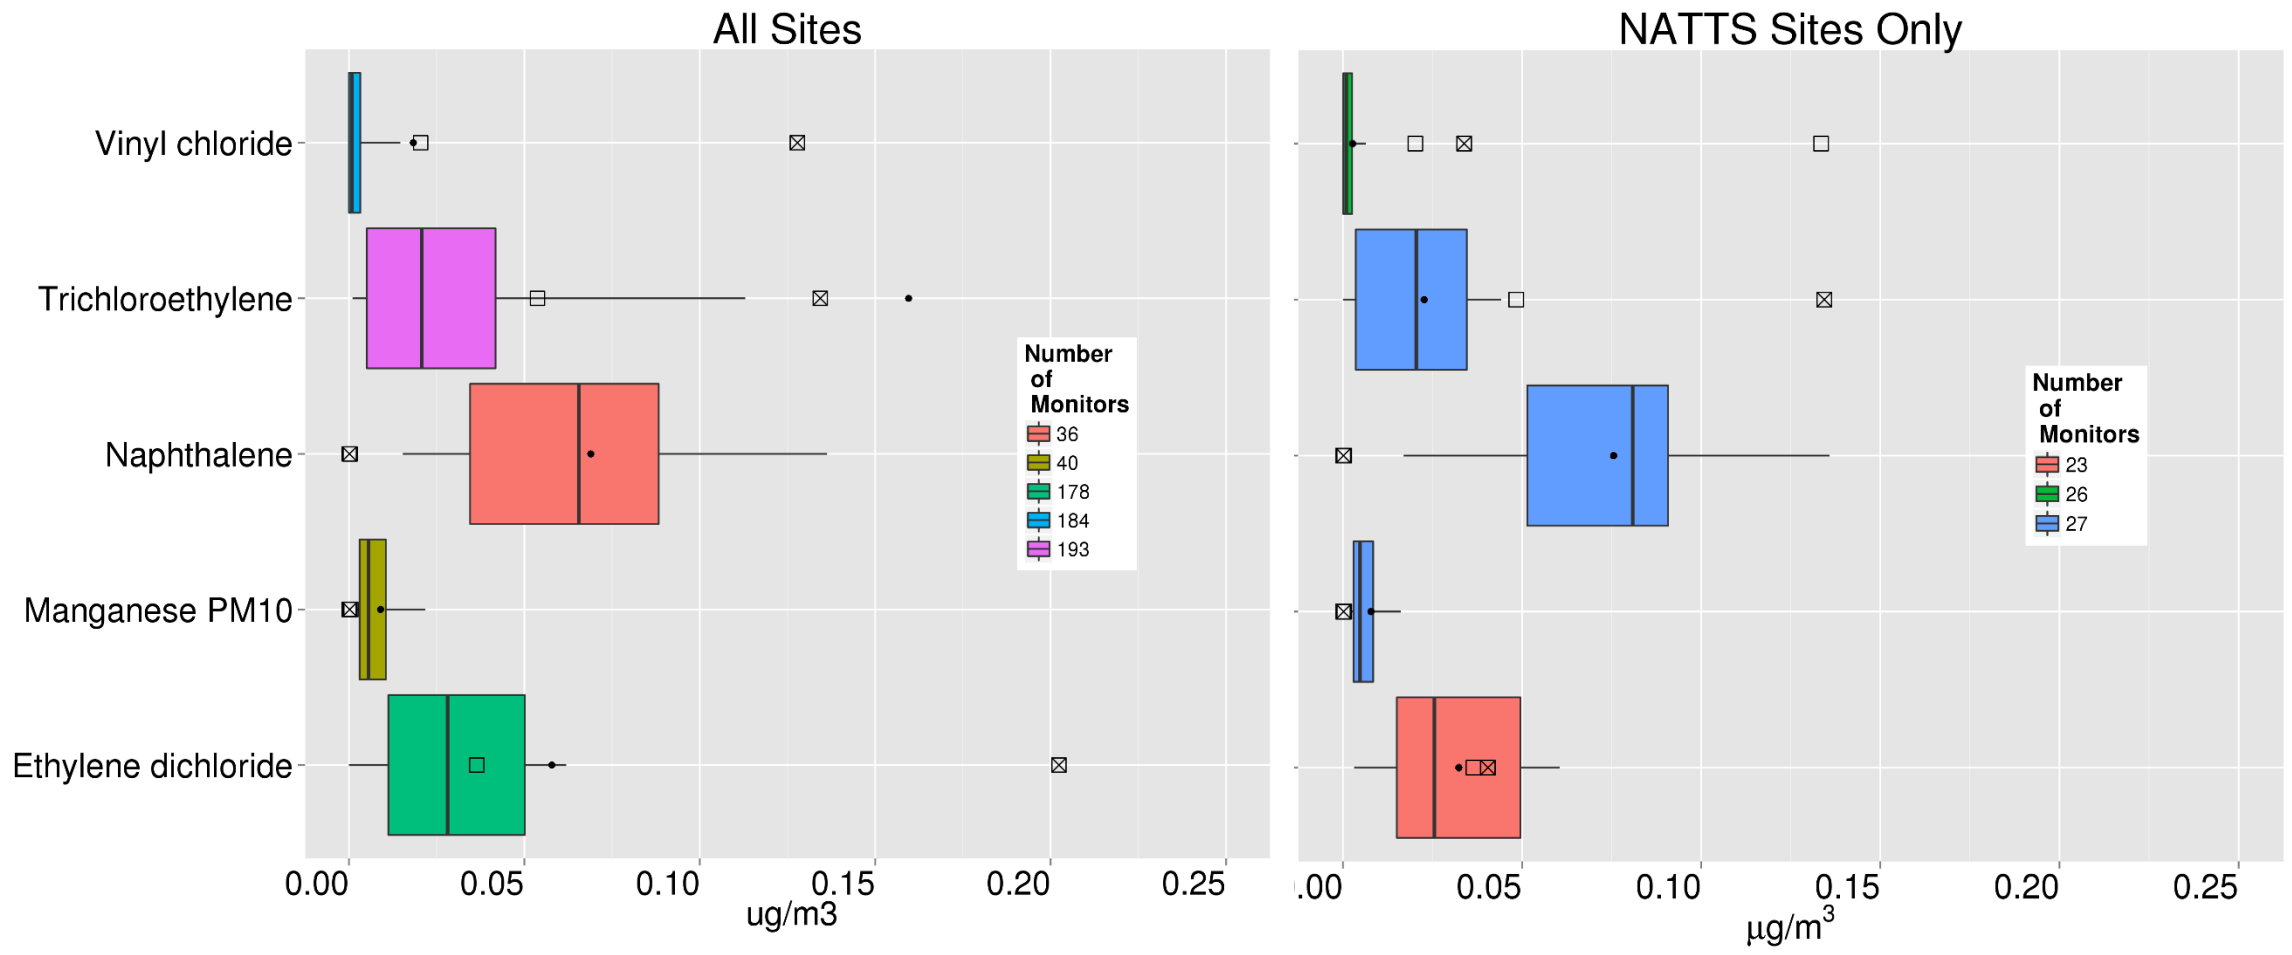 All Sites
NATTS Sites Only
Vinyl chloride
Trichloroethylene
Naphthalene
Manganese PM10
Ethylene dichloride
Number
of
Monitors
36
40
178
184
193
Number
of
Monitors
23
26
27
0.00 0.05 0.10 0.15 0.20 0.25
ug/m3
.00 0.05 0.10 0.15 0.20 0.25
µg/m³